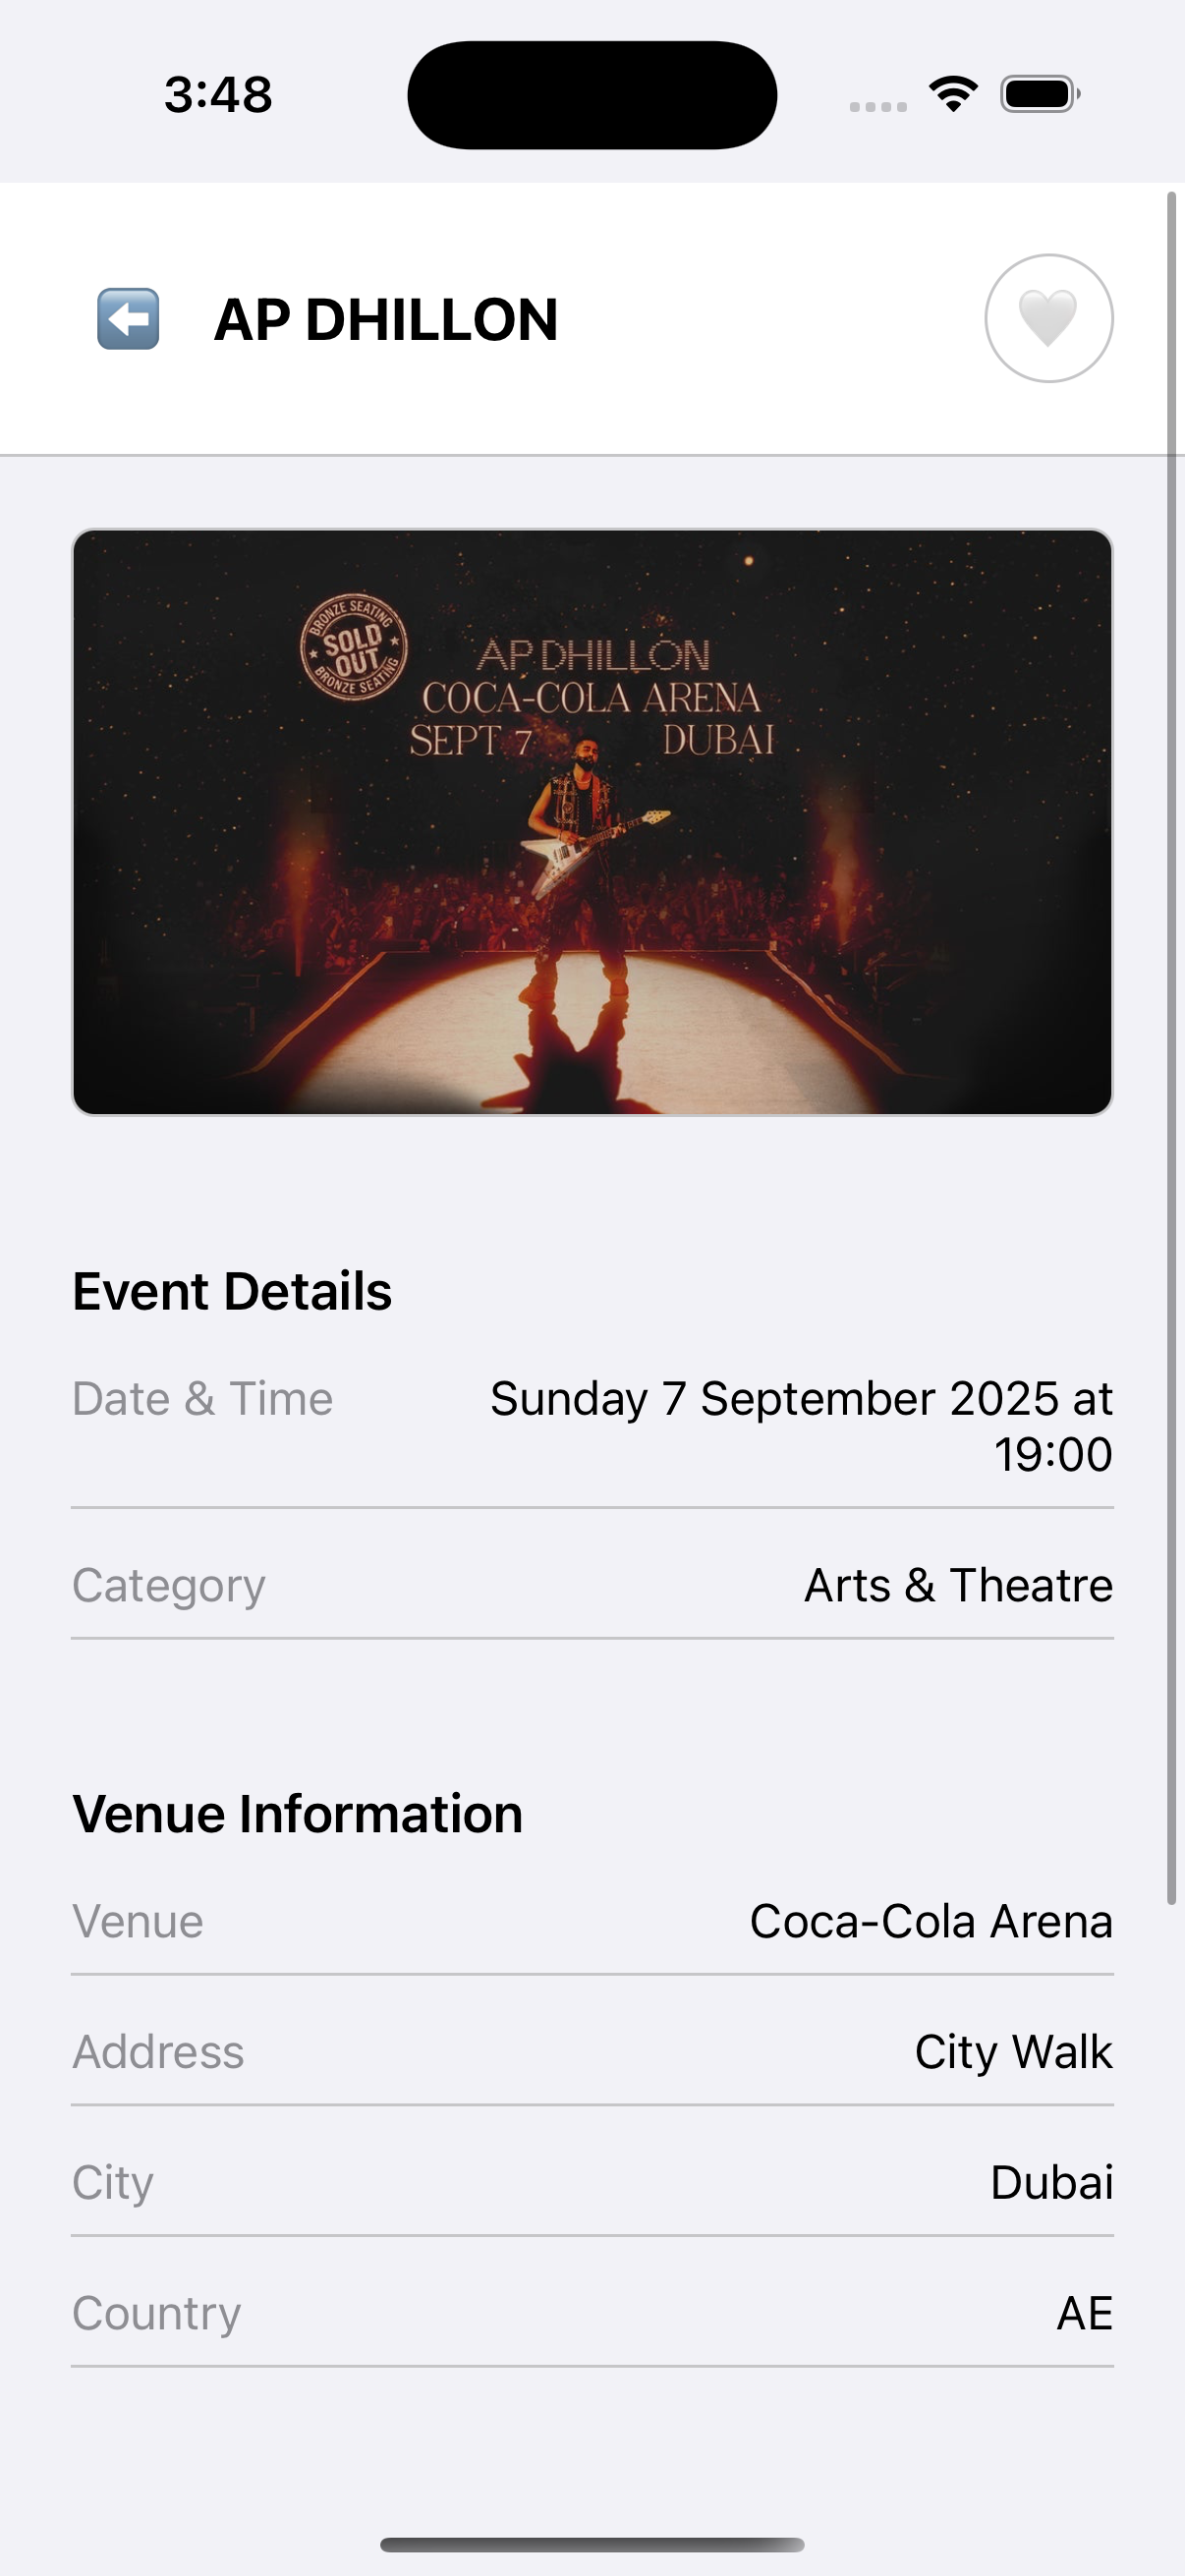 3:48
AP DHILLON
BRONZE SEATING
SOLD
OUT
BRONZE SEATING
AP DHILLON
COCA-COLA ARENA
SEPT 7 DUBAI
Event Details
Date & Time Sunday 7 September 2025 at
19:00
Category Arts & Theatre
Venue Information
Venue Coca-Cola Arena
Address City Walk
City Dubai
Country AE